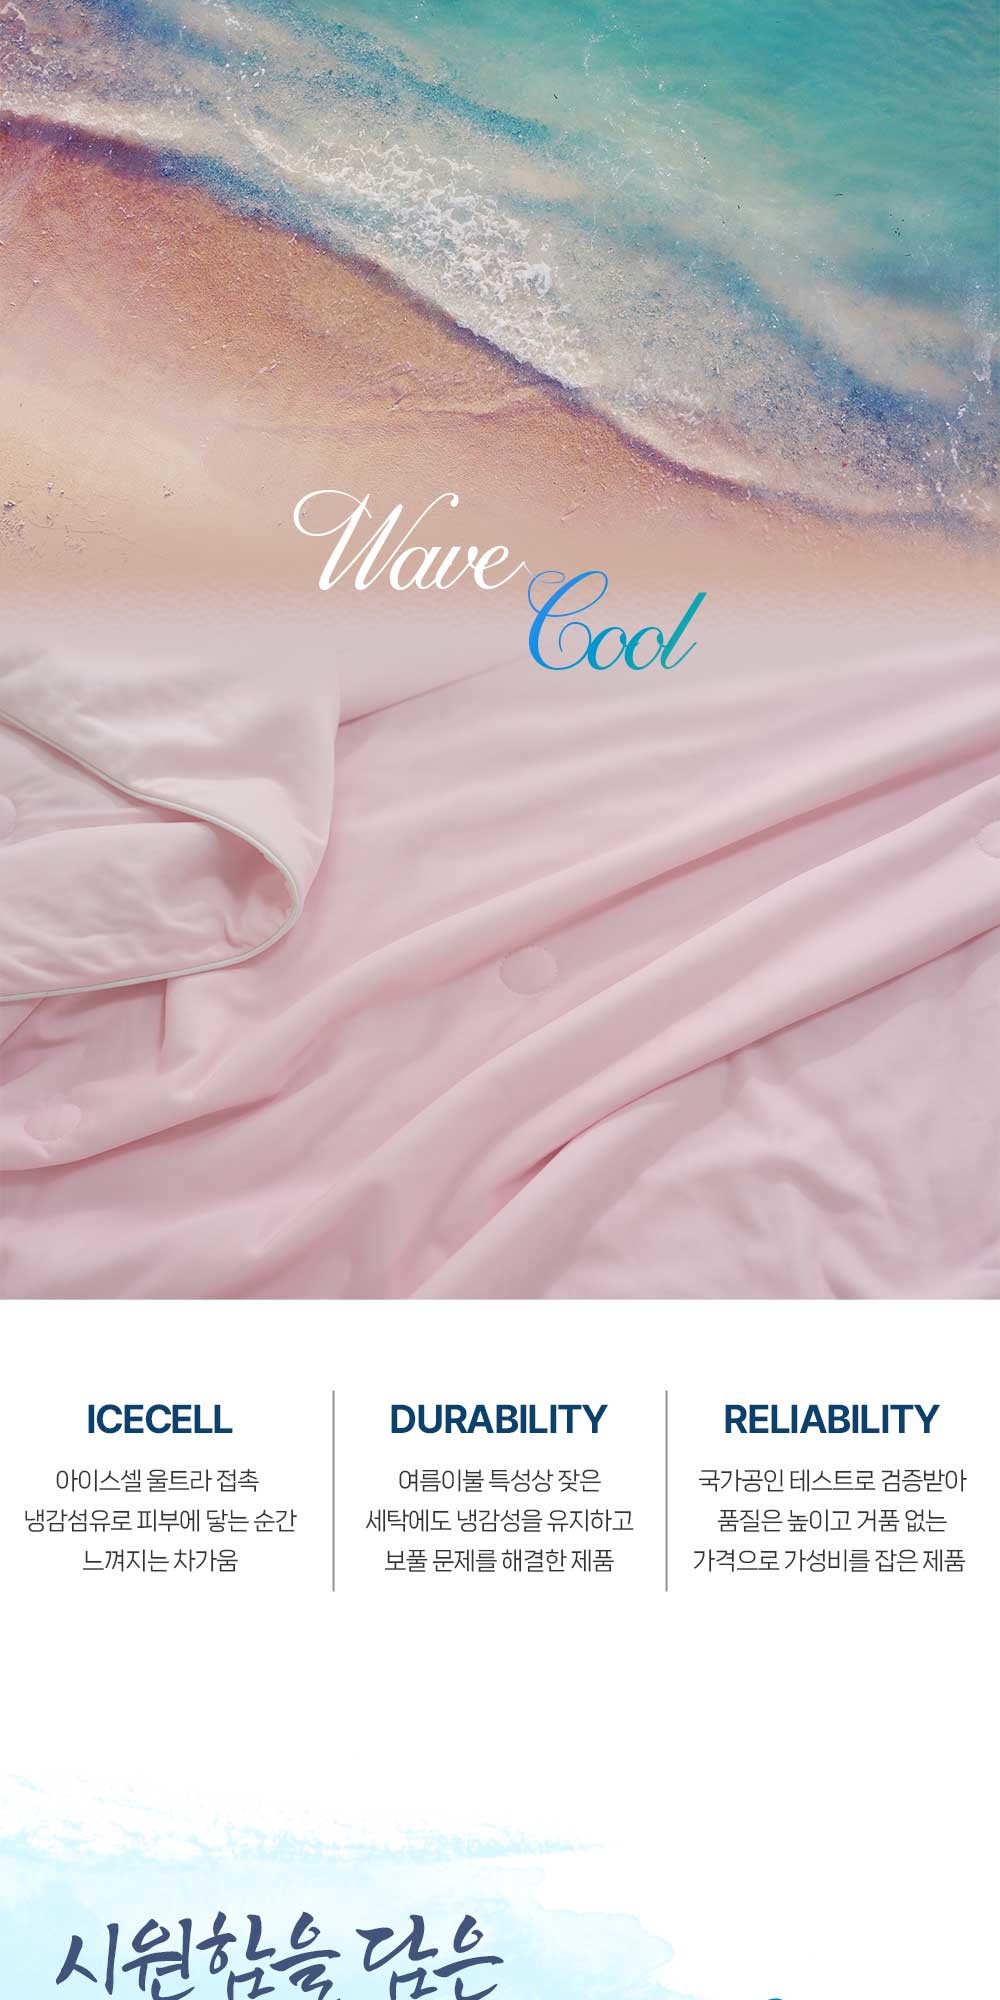 Wave
Cool
ICECELL
아이스셀 울트라 접촉
냉감섬유로 피부에 닿는 순간
느껴지는 차가움
DURABILITY
여름이불 특성상 잦은
세탁에도 냉감성을 유지하고
보풀 문제를 해결한 제품
RELIABILITY
국가공인 테스트로 검증받아
품질은 높이고 거품 없는
가격으로 가성비를 잡은 제품
시원함을 담은